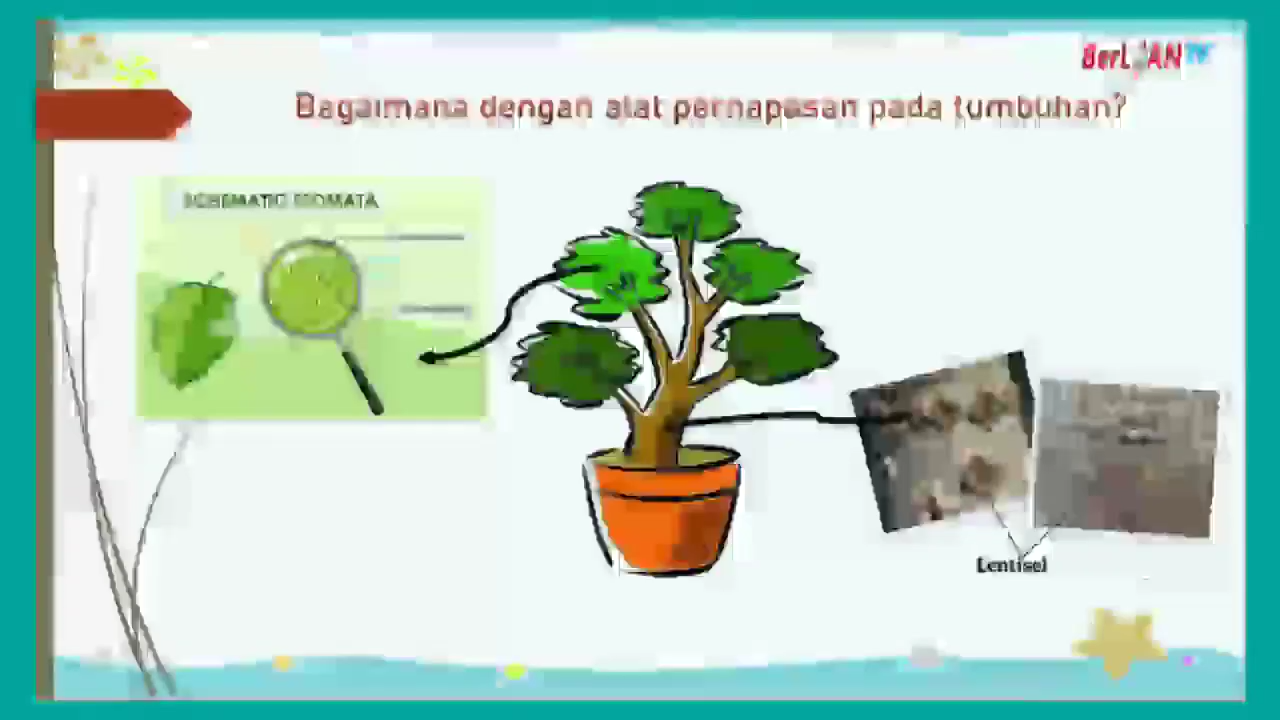 BerLIAN TV
Bagaimana dengan alat pernapasan pada tumbuhan?
SCHEMATIC STOMATA
Lentisel